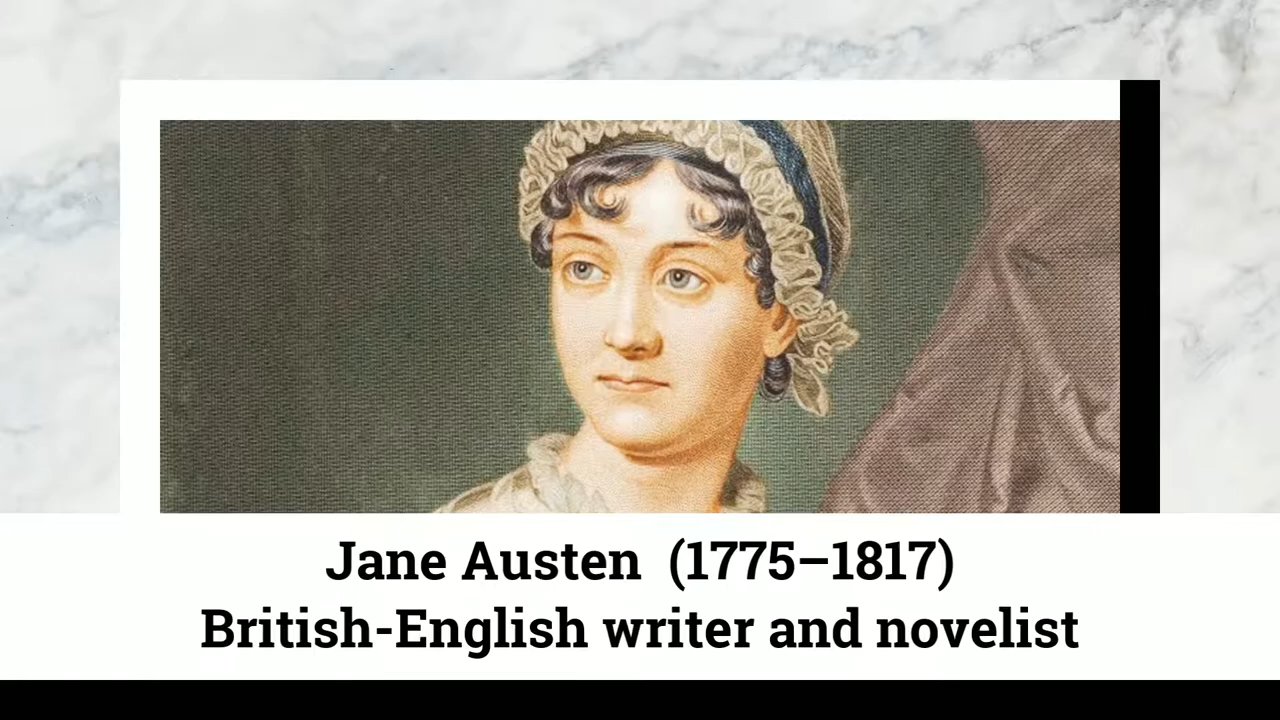 Jane Austen  (1775–1817)
British-English writer and novelist